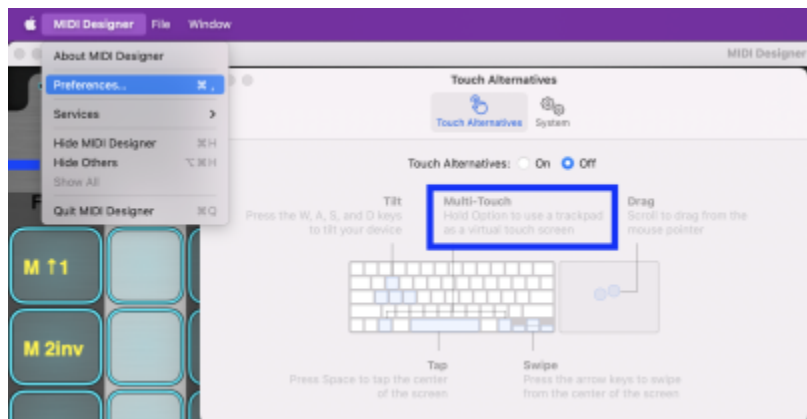 MIDI Designer File Window
MIDI Designer
About MIDI Designer
Preferences... ⌘ ,
Services >
Hide MIDI Designer ⌘H
Hide Others ⌥⌘H
Show All
Quit MIDI Designer ⌘Q
Touch Alternatives
Touch Alternatives System
Touch Alternatives: On Off
Tilt
Press the W, A, S, and D keys
to tilt your device
Multi-Touch
Hold Option to use a trackpad
as a virtual touch screen
Drag
Scroll to drag from the
mouse pointer
Tap
Press Space to tap the center
of the screen
Swipe
Press the arrow keys to swipe
from the center of the screen
M ↑1
M 2inv